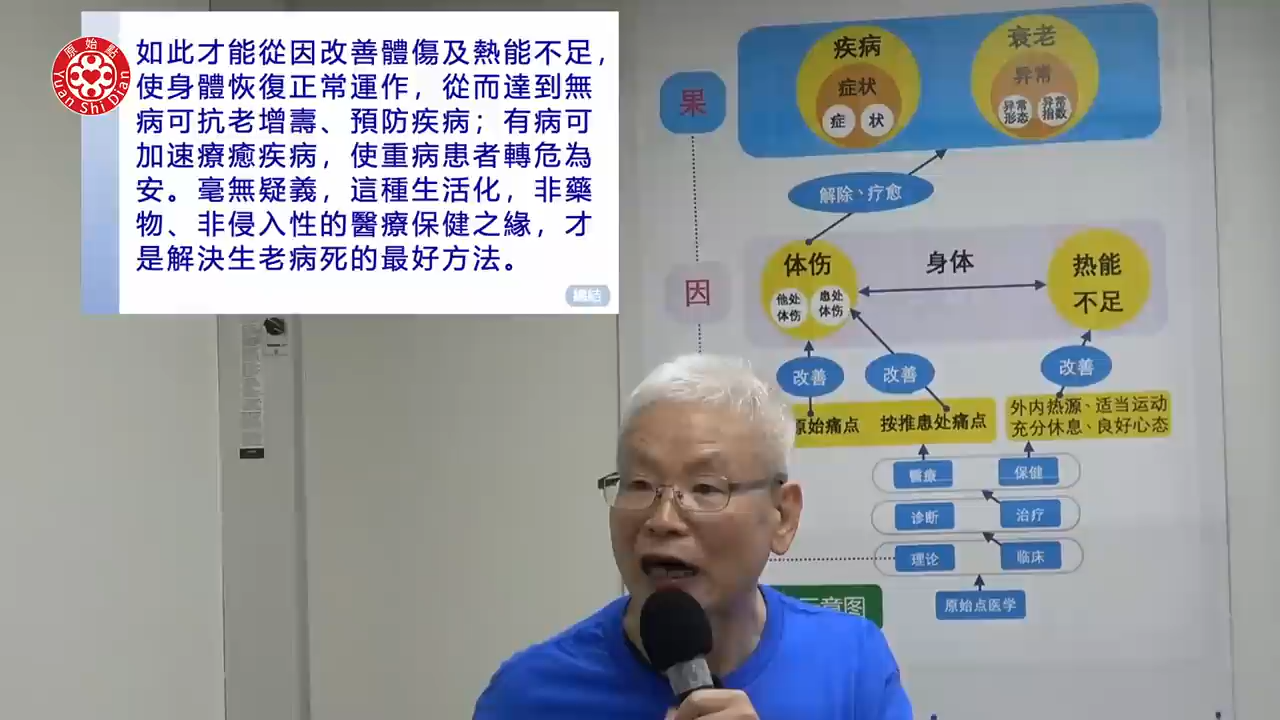 原始點
Yuan Shi Dian
如此才能從因改善體傷及熱能不足,
使身體恢復正常運作，從而達到無
病可抗老增壽、預防疾病；有病可
加速療癒疾病，使重病患者轉危為
安。毫無疑義，這種生活化，非藥
物、非侵入性的醫療保健之緣，才
是解決生老病死的最好方法。
總結
果
疾病
症状
症
状
衰老
异常
异常
形态
异常
指数
解除、疗愈
因
体伤
他处
体伤
患处
体伤
身体
热能
不足
改善
改善
改善
原始痛点
按推患处痛点
外内热源、适当运动
充分休息、良好心态
醫療
保健
诊断
治疗
理论
临床
原始点医学
意图